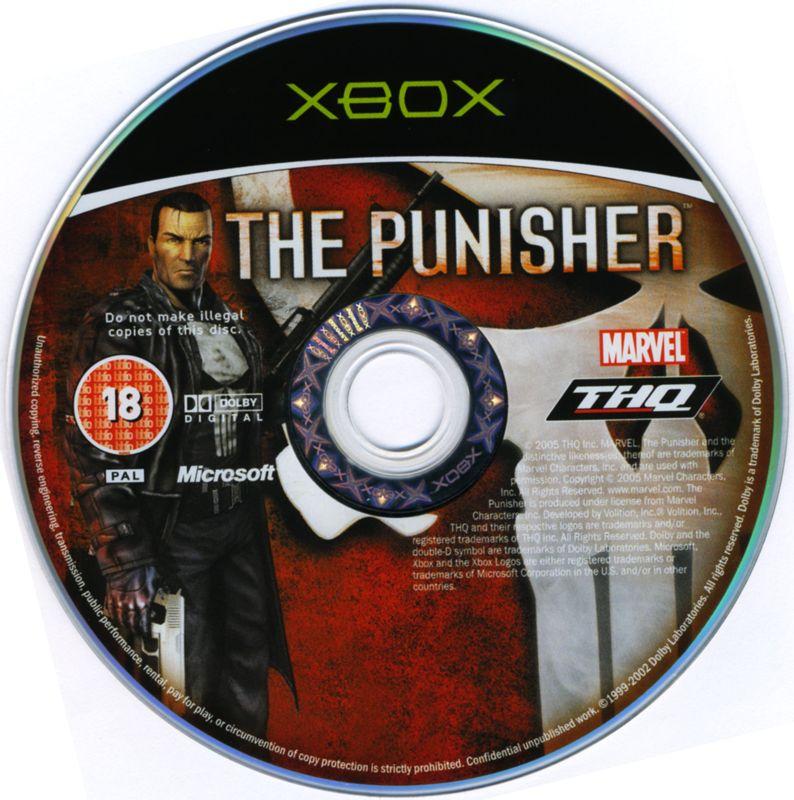 XBOX
THE PUNISHER™
Do not make illegal
copies of this disc.
MARVEL
THQ®
18
DOLBY
DIGITAL
PAL
Microsoft
XBOX
© 2005 THQ Inc. MARVEL, The Punisher and the
distinctive likeness(es) thereof are trademarks of
Marvel Characters, Inc. and are used with
permission. Copyright © 2005 Marvel Characters,
Inc. All Rights Reserved. www.marvel.com. The
Punisher is produced under license from Marvel
Characters, Inc. Developed by Volition, Inc.® Volition, Inc.,
THQ and their respective logos are trademarks and/or
registered trademarks of THQ Inc. All Rights Reserved. Dolby and the
double-D symbol are trademarks of Dolby Laboratories. Microsoft,
Xbox and the Xbox Logos are either registered trademarks or
trademarks of Microsoft Corporation in the U.S. and/or in other
countries.
Unauthorized copying, reverse engineering, transmission, public performance, rental, pay for play, or circumvention of copy protection is strictly prohibited. Confidential unpublished work. ©1999-2002 Dolby Laboratories. All rights reserved. Dolby is a trademark of Dolby Laboratories.